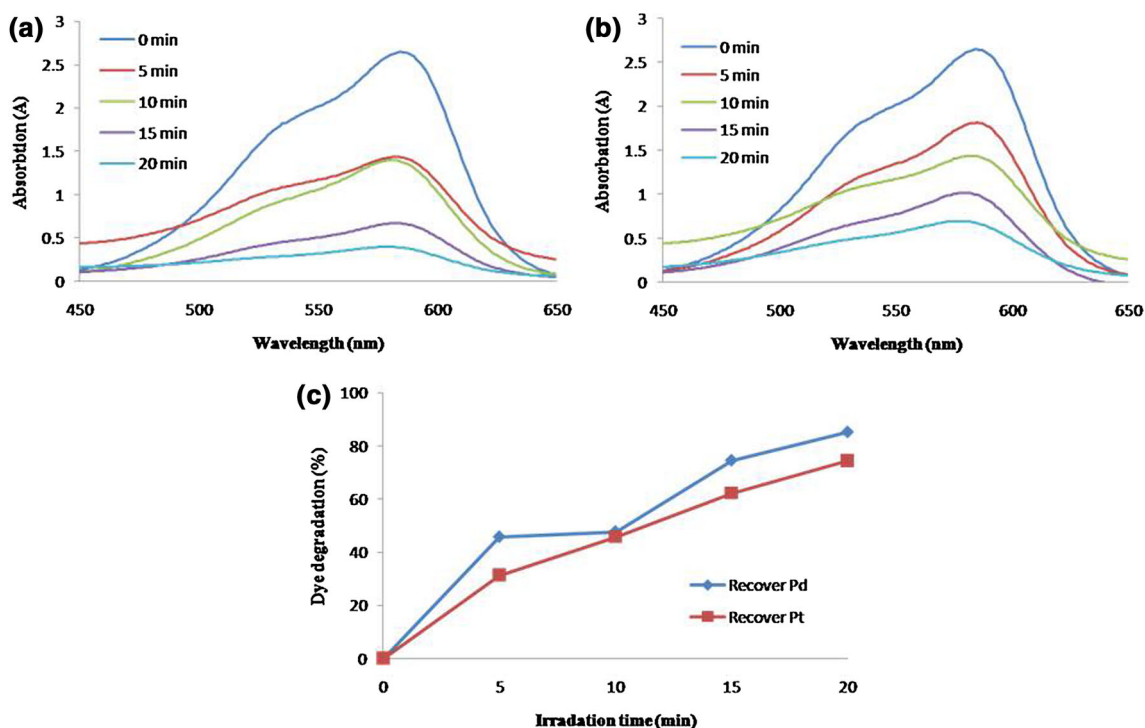 (a)
3
2.5
2
1.5
1
0.5
0
Absorbtion (A)
0 min
5 min
10 min
15 min
20 min
450 500 550 600 650
Wavelength (nm)
(b)
3
2.5
2
1.5
1
0.5
0
Absorbation (A)
0 min
5 min
10 min
15 min
20 min
450 500 550 600 650
Wavelength (nm)
(c)
100
80
60
40
20
0
Dye degradation (%)
Recover Pd
Recover Pt
0 5 10 15 20
Irradation time (min)